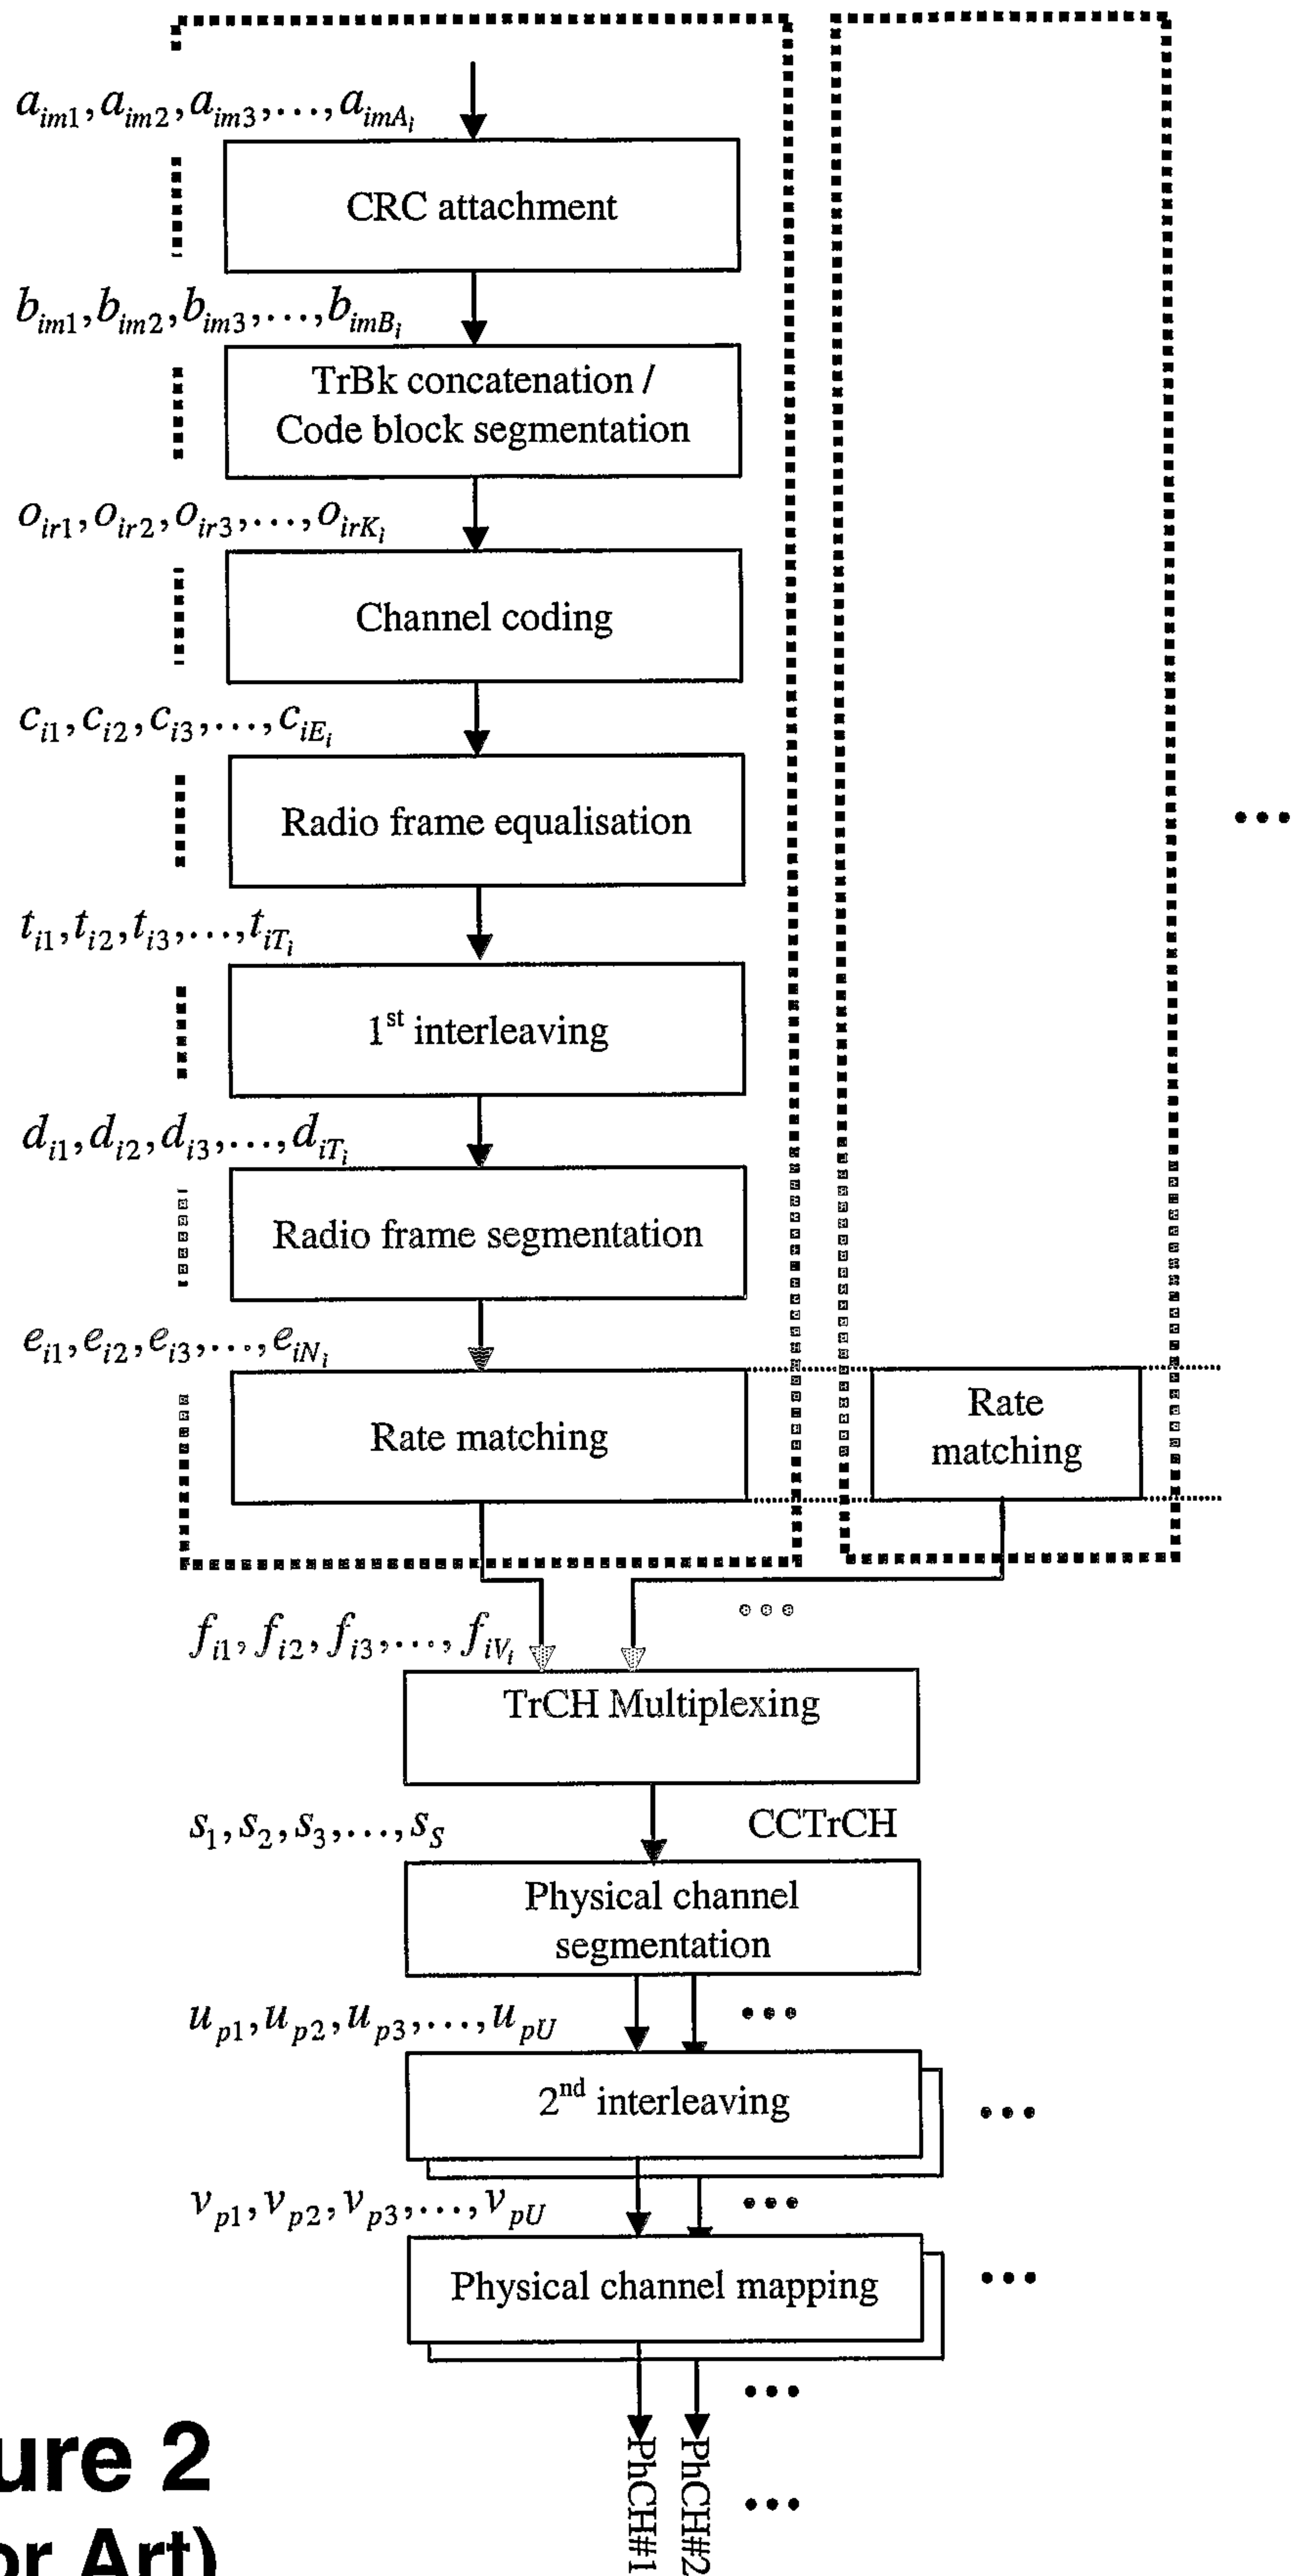 a_im1, a_im2, a_im3, ..., a_imA_i
CRC attachment
b_im1, b_im2, b_im3, ..., b_imB_i
TrBk concatenation /
Code block segmentation
o_ir1, o_ir2, o_ir3, ..., o_irK_i
Channel coding
c_i1, c_i2, c_i3, ..., c_iE_i
Radio frame equalisation
t_i1, t_i2, t_i3, ..., t_iT_i
1st interleaving
d_i1, d_i2, d_i3, ..., d_iT_i
Radio frame segmentation
e_i1, e_i2, e_i3, ..., e_iN_i
Rate matching
Rate
matching
f_i1, f_i2, f_i3, ..., f_iV_i
TrCH Multiplexing
s_1, s_2, s_3, ..., s_S
CCTrCH
Physical channel
segmentation
u_p1, u_p2, u_p3, ..., u_pU
2nd interleaving
v_p1, v_p2, v_p3, ..., v_pU
Physical channel mapping
PhCH#1
PhCH#2
ure 2
or Art)